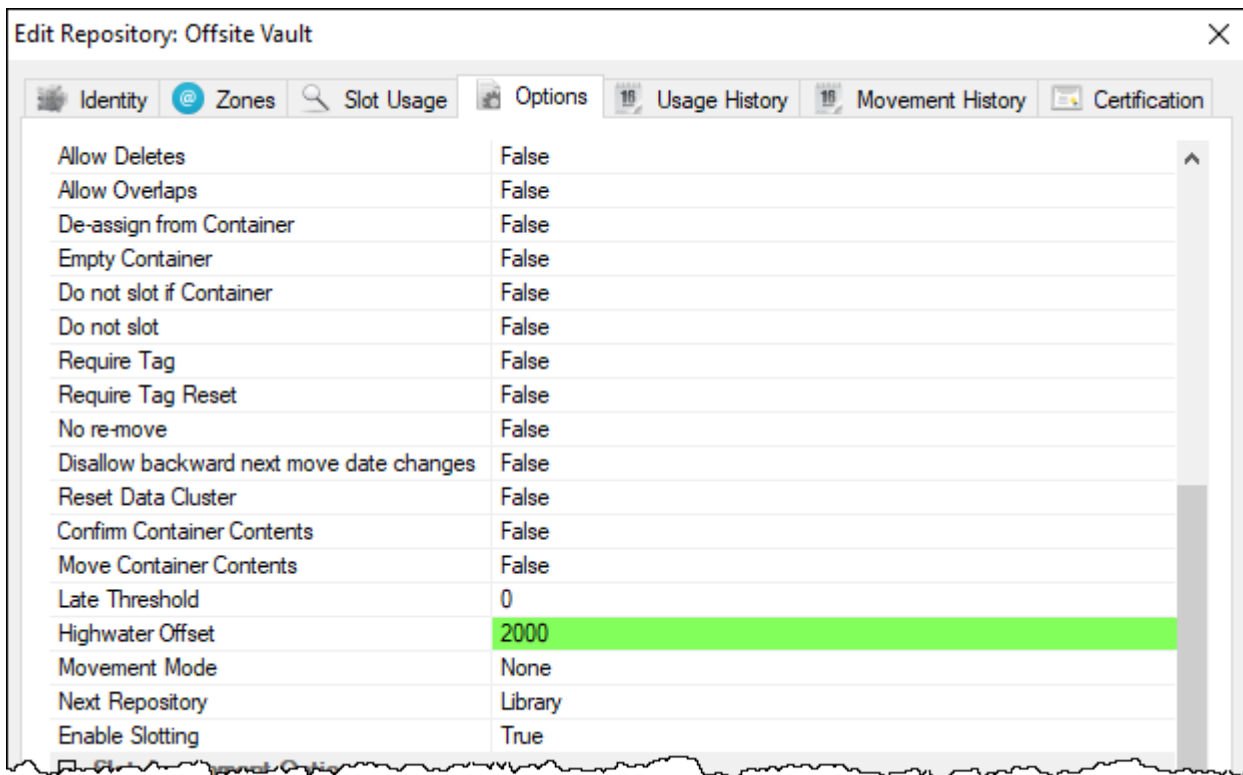 Edit Repository: Offsite Vault
Identity Zones Slot Usage Options Usage History Movement History Certification
Allow Deletes False
Allow Overlaps False
De-assign from Container False
Empty Container False
Do not slot if Container False
Do not slot False
Require Tag False
Require Tag Reset False
No re-move False
Disallow backward next move date changes False
Reset Data Cluster False
Confirm Container Contents False
Move Container Contents False
Late Threshold 0
Highwater Offset 2000
Movement Mode None
Next Repository Library
Enable Slotting True